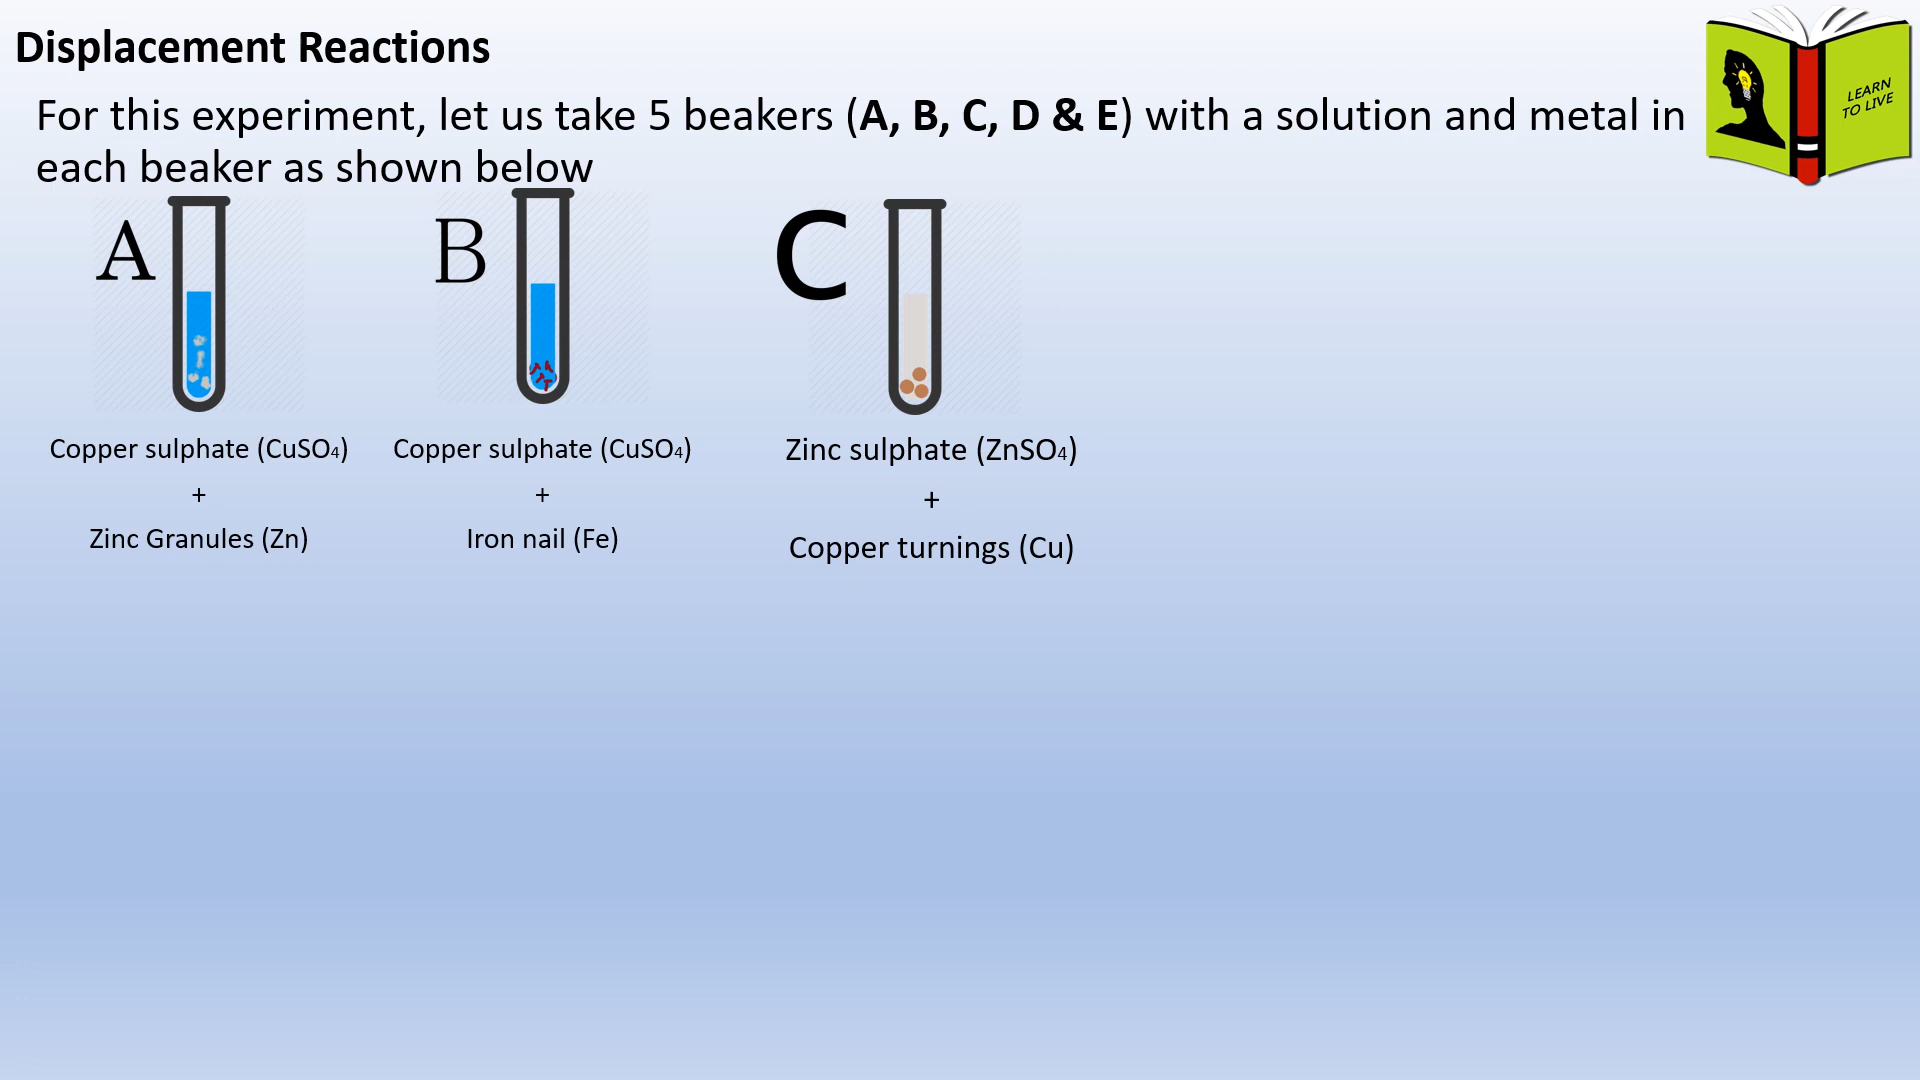 Displacement Reactions
For this experiment, let us take 5 beakers (A, B, C, D & E) with a solution and metal in
each beaker as shown below
LEARN
TO LIVE
A
B
C
Copper sulphate (CuSO₄)
+
Zinc Granules (Zn)
Copper sulphate (CuSO₄)
+
Iron nail (Fe)
Zinc sulphate (ZnSO₄)
+
Copper turnings (Cu)